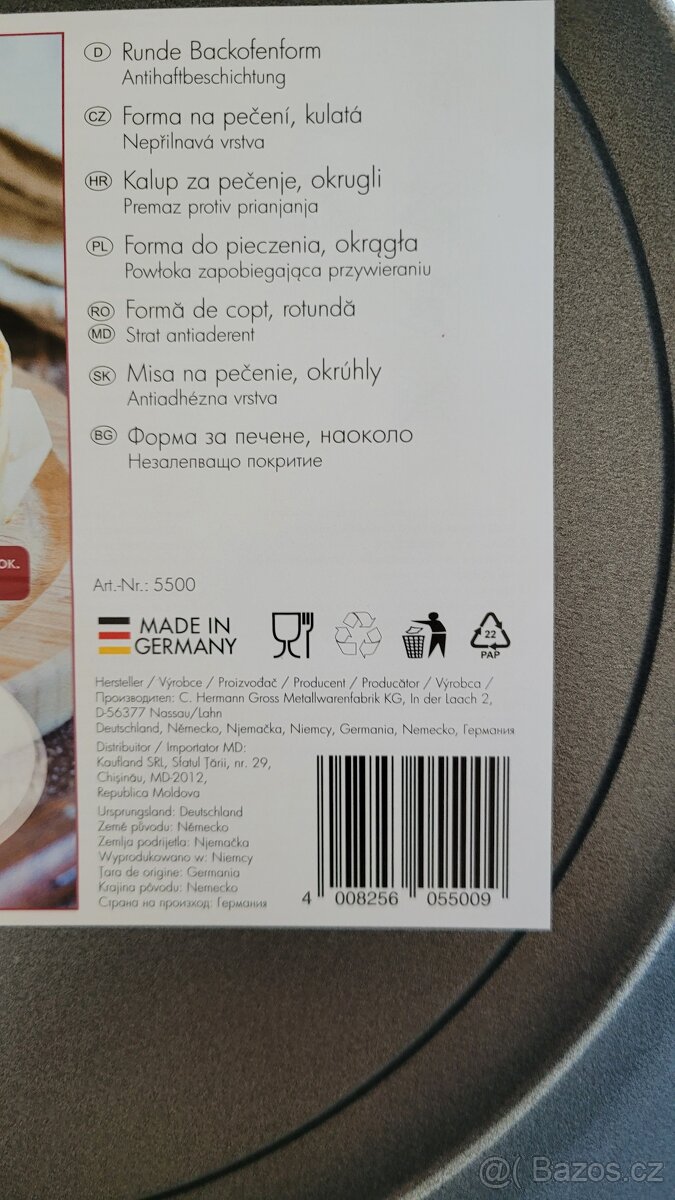 D Runde Backofenform
Antihaftbeschichtung
CZ Forma na pečení, kulatá
Nepřilnavá vrstva
HR Kalup za pečenje, okrugli
Premaz protiv prianjanja
PL Forma do pieczenia, okrągła
Powłoka zapobiegająca przywieraniu
RO Formă de copt, rotundă
MD Strat antiaderent
SK Misa na pečenie, okrúhly
Antiadhézna vrstva
BG Форма за печене, наоколо
Незалепващо покритие
OK.
Art.-Nr.: 5500
MADE IN
GERMANY
22
PAP
Hersteller / Výrobce / Proizvođač / Producent / Producător / Výrobca /
Производител: C. Hermann Gross Metallwarenfabrik KG, In der Laach 2,
D-56377 Nassau/Lahn
Deutschland, Německo, Njemačka, Niemcy, Germania, Nemecko, Германия
Distribuitor / Importator MD:
Kaufland SRL, Sfatul Țării, nr. 29,
Chișinău, MD-2012,
Republica Moldova
Ursprungsland: Deutschland
Země původu: Německo
Zemlja podrijetla: Njemačka
Wyprodukowano w: Niemcy
Țara de origine: Germania
Krajina pôvodu: Nemecko
Страна на произход: Германия
4 008256 055009
@( Bazos.cz